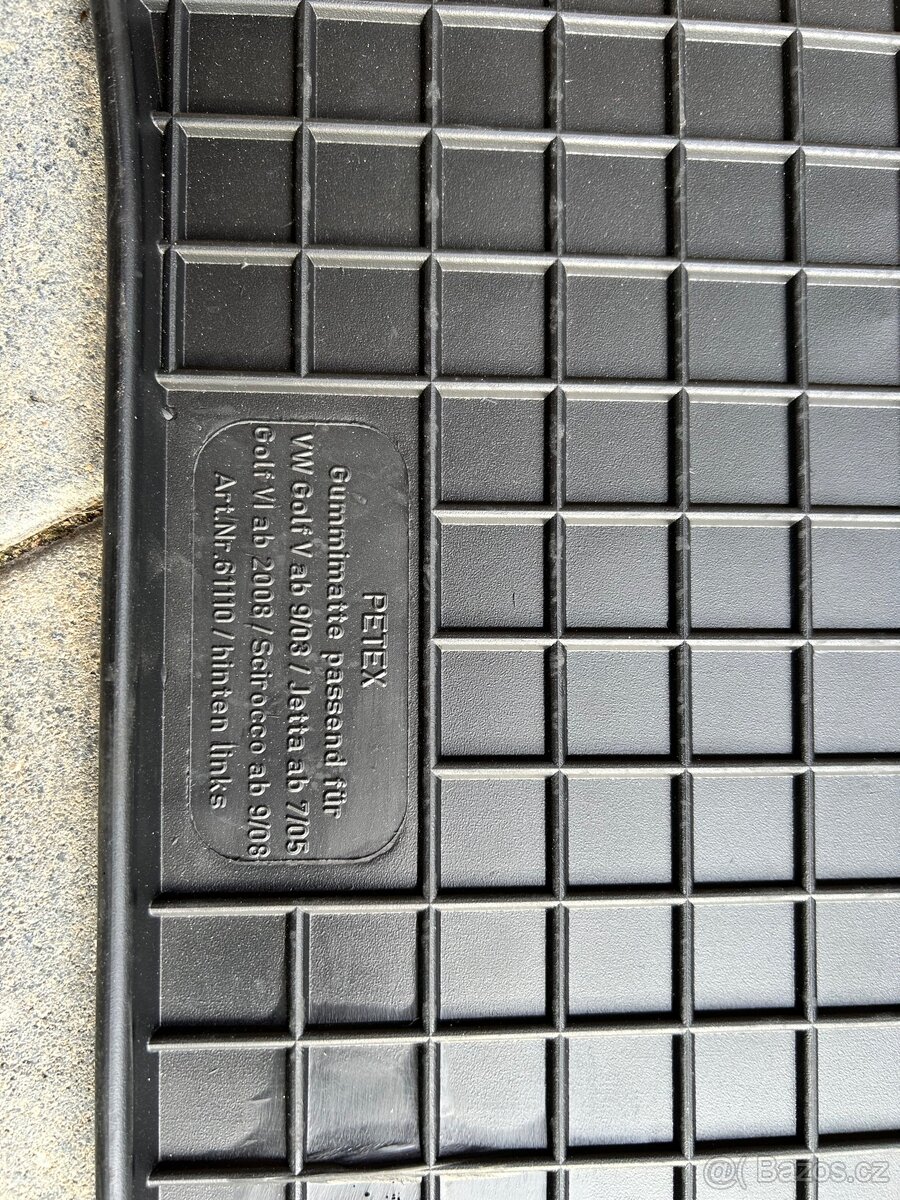 PETEX
Gummimatte passend für
VW Golf V ab 9/03 / Jetta ab 7/05
Golf VI ab 2008 / Scirocco ab 9/08
Art.Nr.61110 / hinten links
@( Bazos.cz